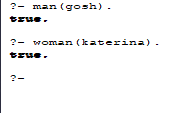 ?- man(gosh).
true.
?- woman(katerina).
true.
?-